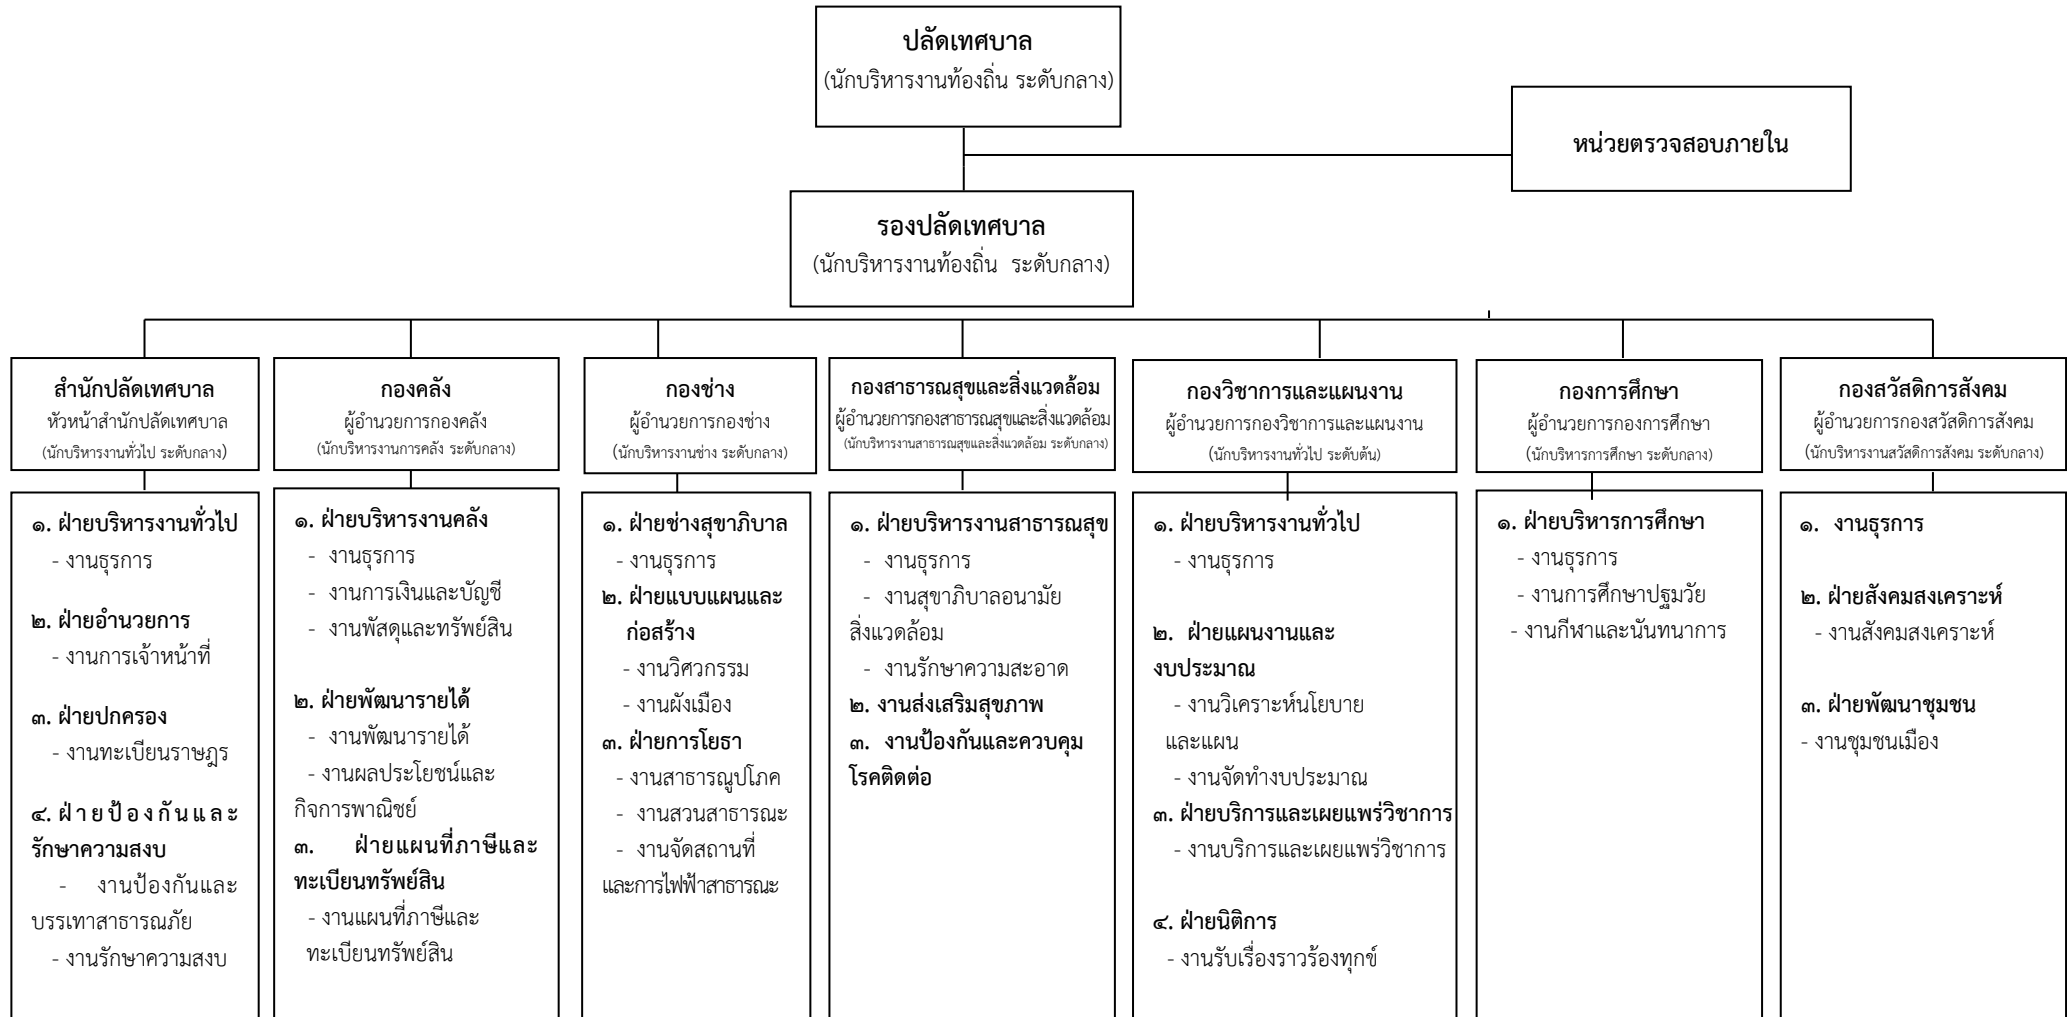 ปลัดเทศบาล
(นักบริหารงานท้องถิ่น ระดับกลาง)
หน่วยตรวจสอบภายใน
รองปลัดเทศบาล
(นักบริหารงานท้องถิ่น ระดับกลาง)
สำนักปลัดเทศบาล
หัวหน้าสำนักปลัดเทศบาล
(นักบริหารงานทั่วไป ระดับกลาง)
กองคลัง
ผู้อำนวยการกองคลัง
(นักบริหารงานการคลัง ระดับกลาง)
กองช่าง
ผู้อำนวยการกองช่าง
(นักบริหารงานช่าง ระดับกลาง)
กองสาธารณสุขและสิ่งแวดล้อม
ผู้อำนวยการกองสาธารณสุขและสิ่งแวดล้อม
(นักบริหารงานสาธารณสุขและสิ่งแวดล้อม ระดับกลาง)
กองวิชาการและแผนงาน
ผู้อำนวยการกองวิชาการและแผนงาน
(นักบริหารงานทั่วไป ระดับต้น)
กองการศึกษา
ผู้อำนวยการกองการศึกษา
(นักบริหารการศึกษา ระดับกลาง)
กองสวัสดิการสังคม
ผู้อำนวยการกองสวัสดิการสังคม
(นักบริหารงานสวัสดิการสังคม ระดับกลาง)
๑. ฝ่ายบริหารงานทั่วไป
- งานธุรการ
๒. ฝ่ายอำนวยการ
- งานการเจ้าหน้าที่
๓. ฝ่ายปกครอง
- งานทะเบียนราษฎร
๔. ฝ่ายป้องกันและ
รักษาความสงบ
- งานป้องกันและ
บรรเทาสาธารณภัย
- งานรักษาความสงบ
๑. ฝ่ายบริหารงานคลัง
- งานธุรการ
- งานการเงินและบัญชี
- งานพัสดุและทรัพย์สิน
๒. ฝ่ายพัฒนารายได้
- งานพัฒนารายได้
- งานผลประโยชน์และ
กิจการพาณิชย์
๓. ฝ่ายแผนที่ภาษีและ
ทะเบียนทรัพย์สิน
- งานแผนที่ภาษีและ
ทะเบียนทรัพย์สิน
๑. ฝ่ายช่างสุขาภิบาล
- งานธุรการ
๒. ฝ่ายแบบแผนและ
ก่อสร้าง
- งานวิศวกรรม
- งานผังเมือง
๓. ฝ่ายการโยธา
- งานสาธารณูปโภค
- งานสวนสาธารณะ
- งานจัดสถานที่
และการไฟฟ้าสาธารณะ
๑. ฝ่ายบริหารงานสาธารณสุข
- งานธุรการ
- งานสุขาภิบาลอนามัย
สิ่งแวดล้อม
- งานรักษาความสะอาด
๒. งานส่งเสริมสุขภาพ
๓. งานป้องกันและควบคุม
โรคติดต่อ
๑. ฝ่ายบริหารงานทั่วไป
- งานธุรการ
๒. ฝ่ายแผนงานและ
งบประมาณ
- งานวิเคราะห์นโยบาย
และแผน
- งานจัดทำงบประมาณ
๓. ฝ่ายบริการและเผยแพร่วิชาการ
- งานบริการและเผยแพร่วิชาการ
๔. ฝ่ายนิติการ
- งานรับเรื่องราวร้องทุกข์
๑. ฝ่ายบริหารการศึกษา
- งานธุรการ
- งานการศึกษาปฐมวัย
- งานกีฬาและนันทนาการ
๑. งานธุรการ
๒. ฝ่ายสังคมสงเคราะห์
- งานสังคมสงเคราะห์
๓. ฝ่ายพัฒนาชุมชน
- งานชุมชนเมือง